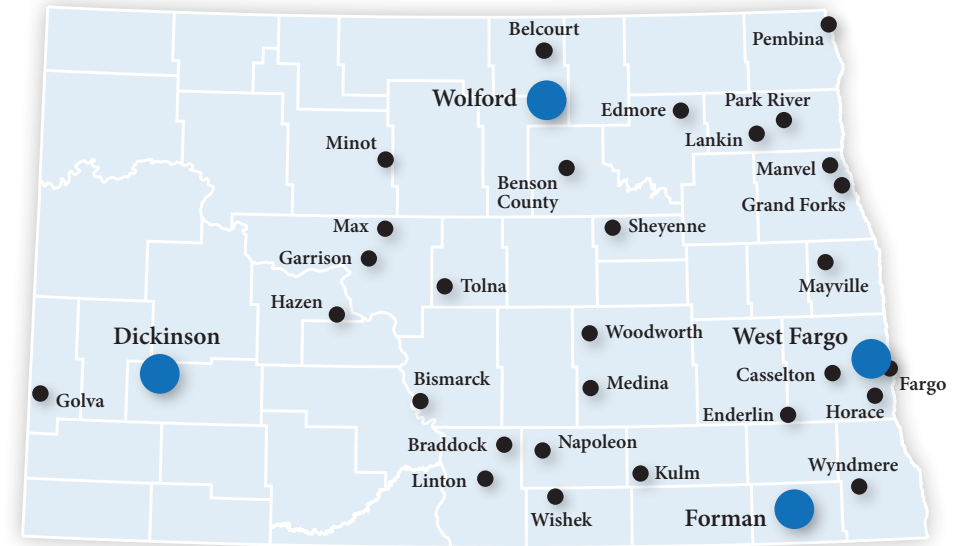 Belcourt
Pembina
Wolford
Edmore
Park River
Lankin
Minot
Manvel
Benson
County
Grand Forks
Max
Sheyenne
Garrison
Tolna
Mayville
Hazen
Dickinson
Woodworth
West Fargo
Bismarck
Medina
Casselton
Fargo
Golva
Enderlin
Horace
Braddock
Napoleon
Linton
Kulm
Wyndmere
Wishek
Forman